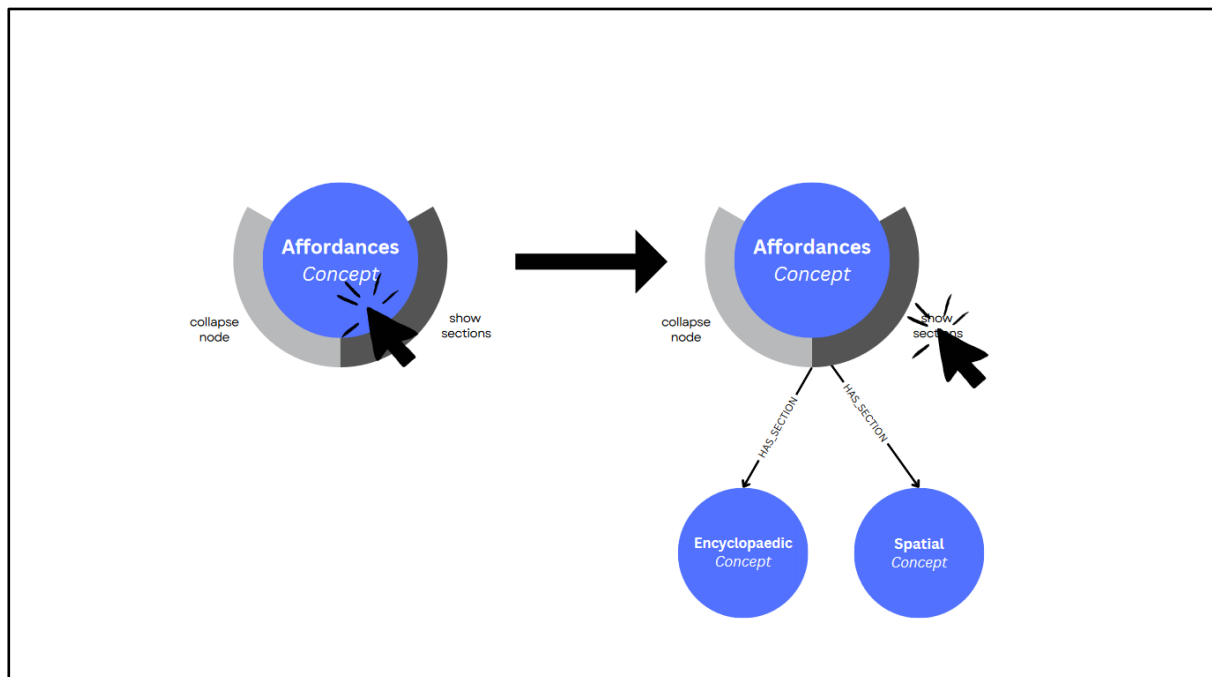 Affordances
Concept
collapse
node
show
sections
Affordances
Concept
collapse
node
show
sections
HAS_SECTION
HAS_SECTION
Encyclopaedic
Concept
Spatial
Concept